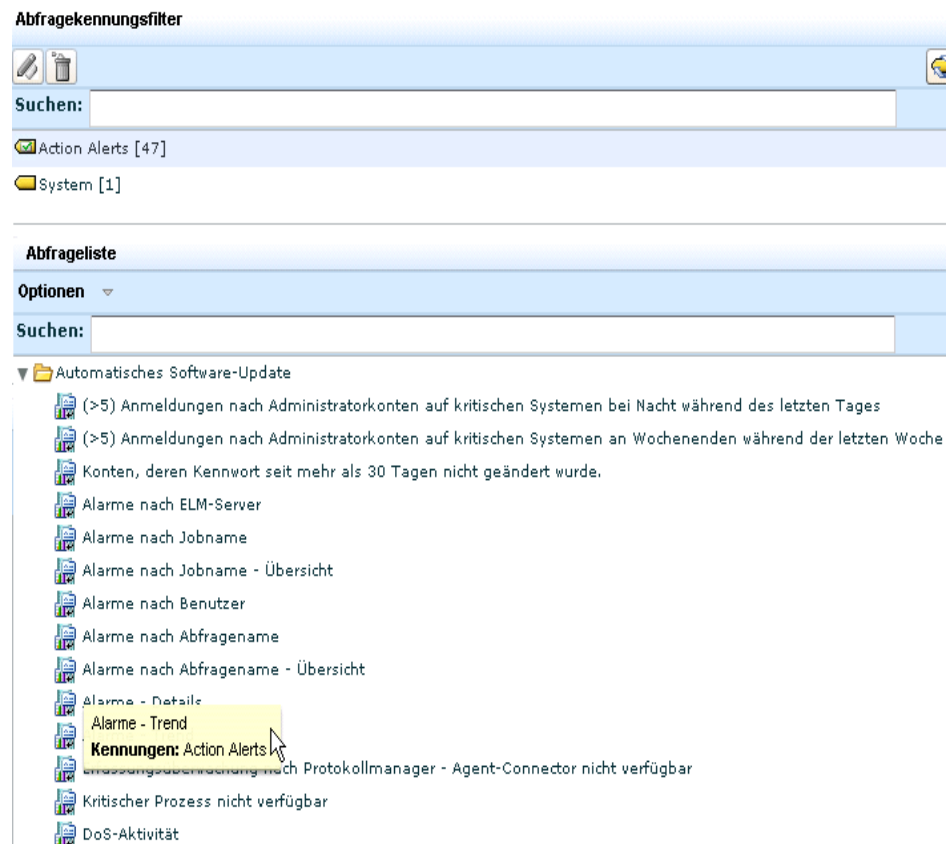 Abfragekennungsfilter
Suchen:
Action Alerts [47]
System [1]
Abfrageliste
Optionen
Suchen:
Automatisches Software-Update
(>5) Anmeldungen nach Administratorkonten auf kritischen Systemen bei Nacht während des letzten Tages
(>5) Anmeldungen nach Administratorkonten auf kritischen Systemen an Wochenenden während der letzten Woche
Konten, deren Kennwort seit mehr als 30 Tagen nicht geändert wurde.
Alarme nach ELM-Server
Alarme nach Jobname
Alarme nach Jobname - Übersicht
Alarme nach Benutzer
Alarme nach Abfragename
Alarme nach Abfragename - Übersicht
Alarme - Details
Alarme - Trend
Kennungen: Action Alerts
Protokollmanager - Agent-Connector nicht verfügbar
Kritischer Prozess nicht verfügbar
DoS-Aktivität